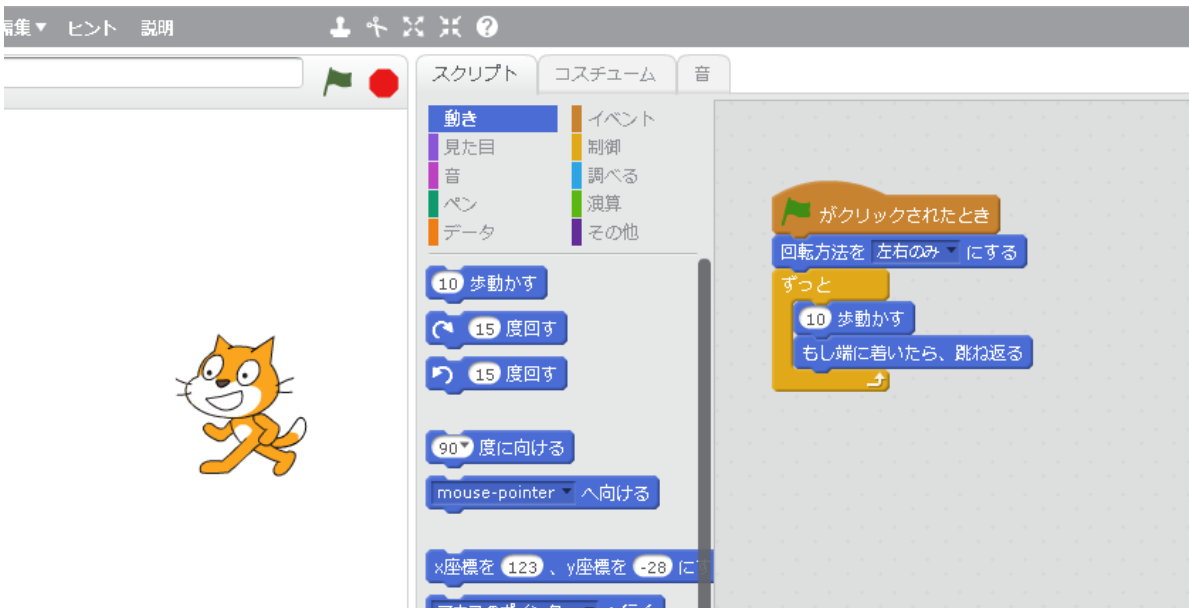 編集▼ ヒント 説明
スクリプト コスチューム 音
動き イベント
見た目 制御
音 調べる
ペン 演算
データ その他
10 歩動かす
15 度回す
15 度回す
90▼ 度に向ける
mouse-pointer へ向ける
x座標を 123 、y座標を -28 に
がクリックされたとき
回転方法を 左右のみ にする
ずっと
10 歩動かす
もし端に着いたら、跳ね返る